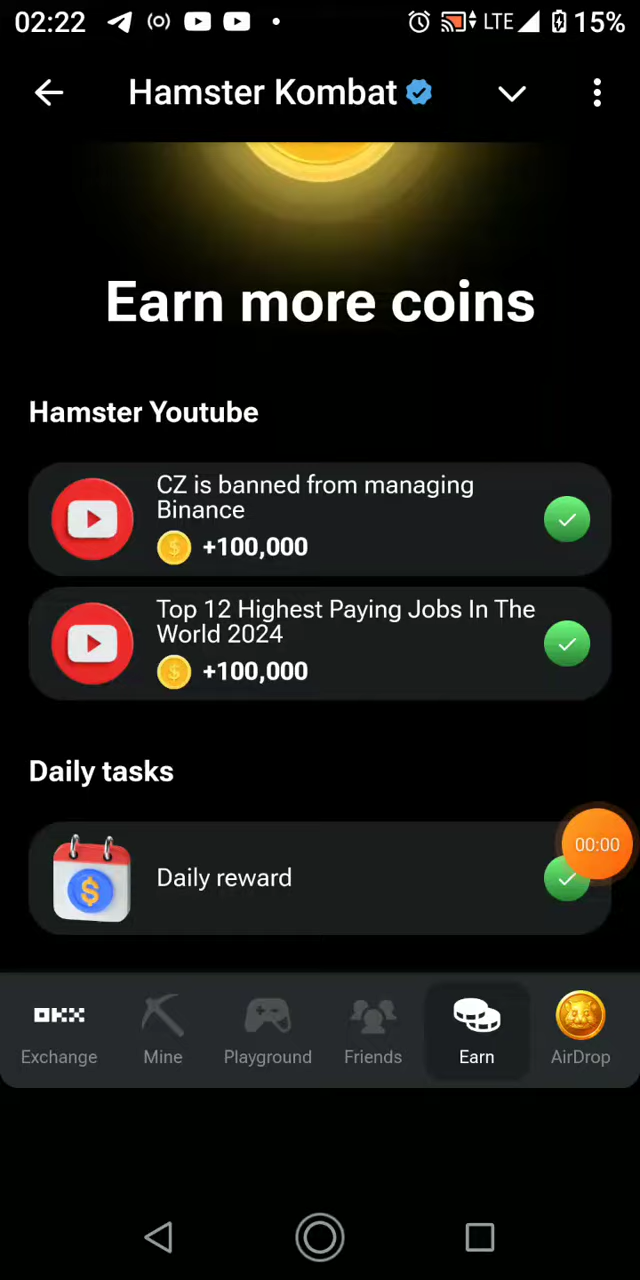 02:22 LTE 15%
Hamster Kombat
Earn more coins
Hamster Youtube
CZ is banned from managing
Binance
+100,000
Top 12 Highest Paying Jobs In The
World 2024
+100,000
Daily tasks
00:00
Daily reward
OKX
Exchange Mine Playground Friends Earn AirDrop